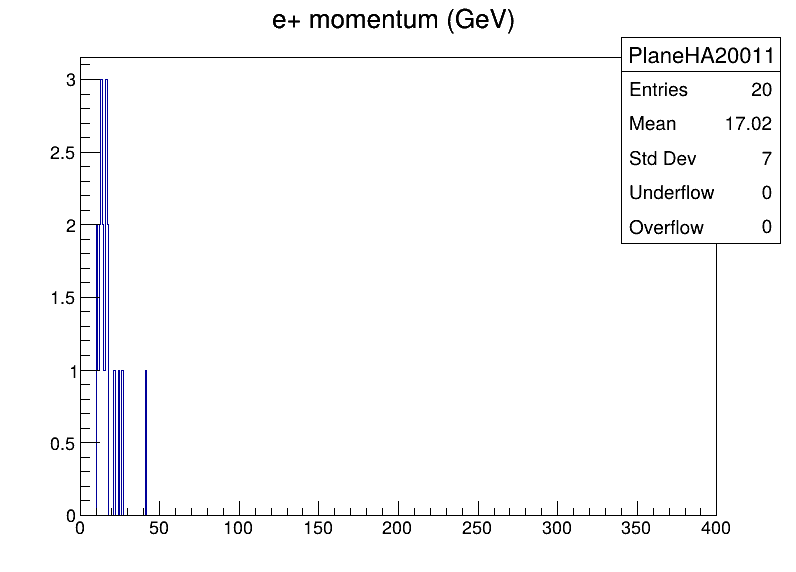 e+ momentum (GeV)
PlaneHA20011
Entries 20
Mean 17.02
Std Dev 7
Underflow 0
Overflow 0
3
2.5
2
1.5
1
0.5
0
0 50 100 150 200 250 300 350 400